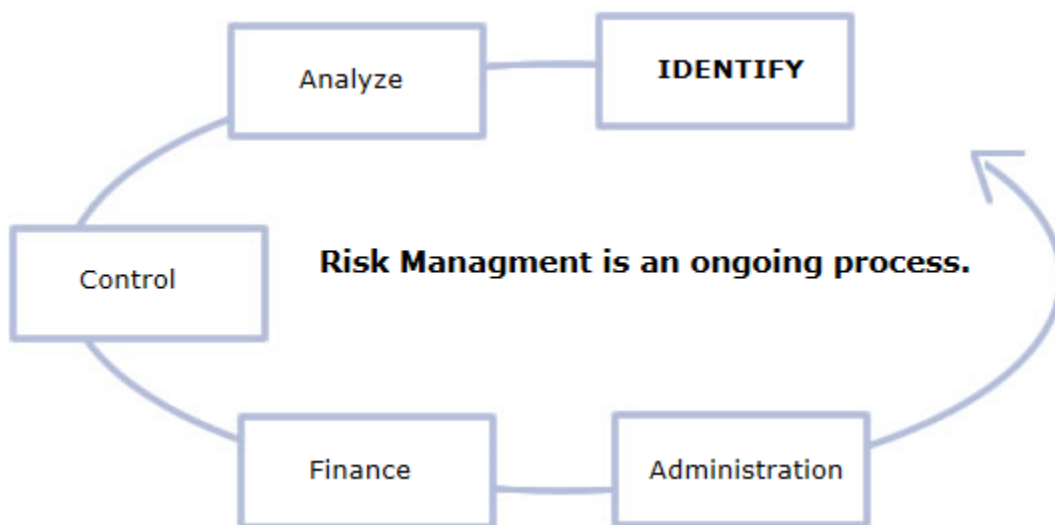 Analyze
IDENTIFY
Control
Risk Managment is an ongoing process.
Finance
Administration